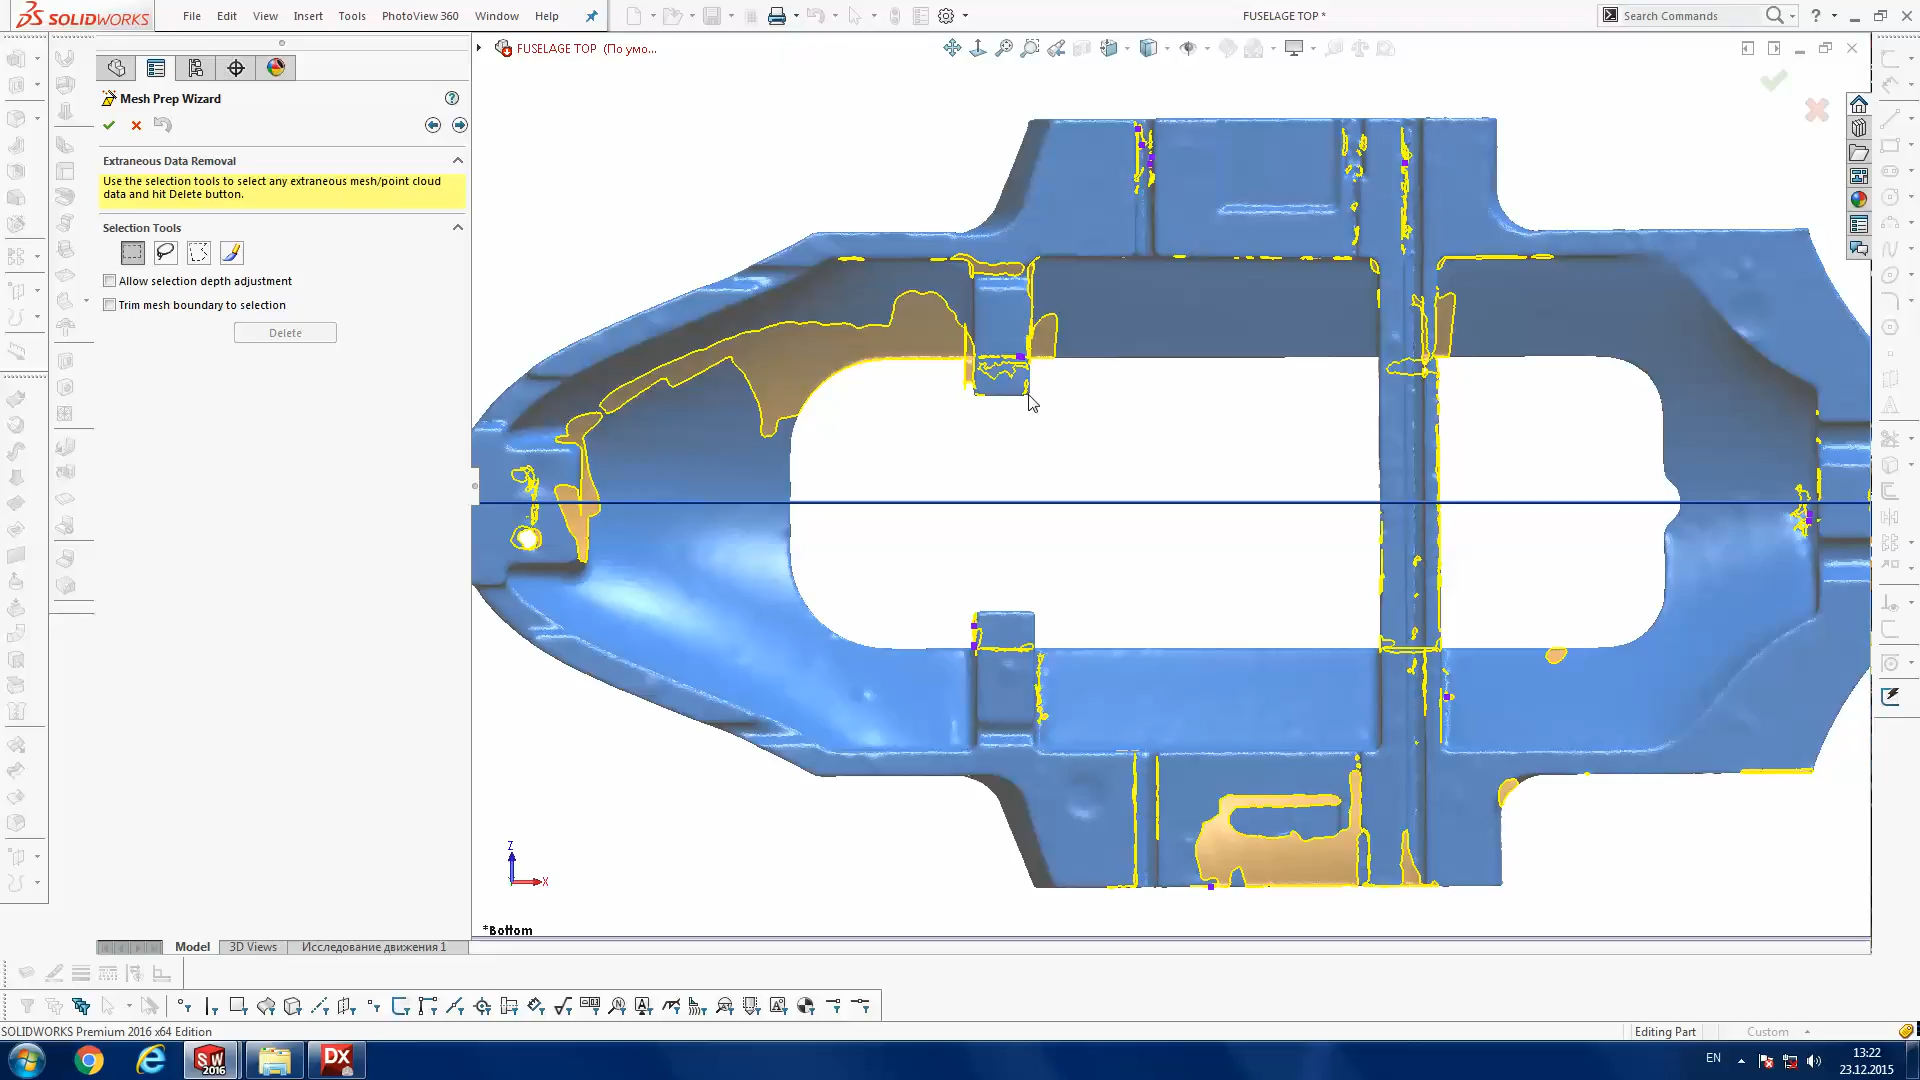 SOLIDWORKS File Edit View Insert Tools PhotoView 360 Window Help FUSELAGE TOP * Search Commands
FUSELAGE TOP (По умо...
Mesh Prep Wizard
Extraneous Data Removal
Use the selection tools to select any extraneous mesh/point cloud
data and hit Delete button.
Selection Tools
Allow selection depth adjustment
Trim mesh boundary to selection
Delete
Z
X
*Bottom
Model 3D Views Исследование движения 1
SOLIDWORKS Premium 2016 x64 Edition Editing Part Custom
SW 2016 DX EN 13:22
23.12.2015